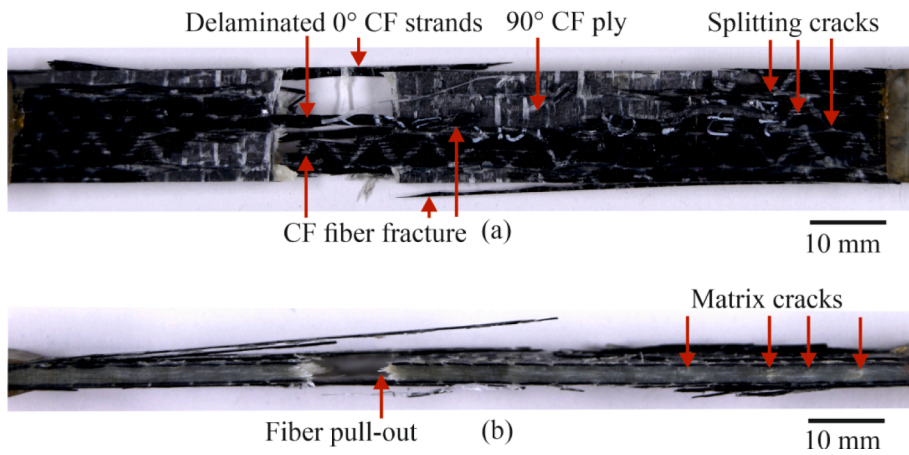 Delaminated 0° CF strands
90° CF ply
Splitting cracks
CF fiber fracture
(a)
10 mm
Matrix cracks
Fiber pull-out
(b)
10 mm